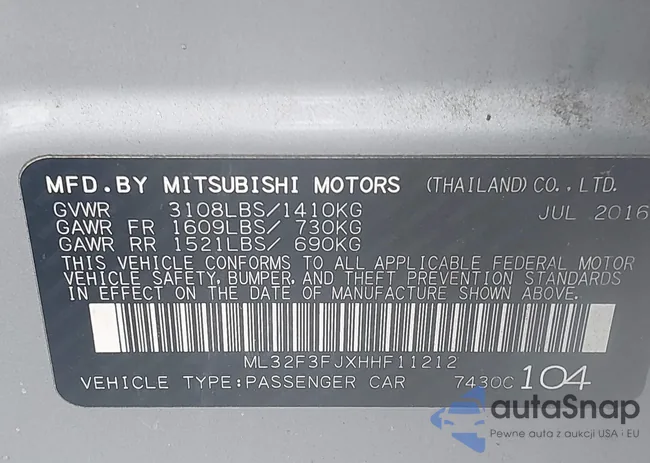 MFD.BY MITSUBISHI MOTORS (THAILAND) CO., LTD.
GVWR 3108LBS/1410KG JUL 2016
GAWR FR 1609LBS/ 730KG
GAWR RR 1521LBS/ 690KG
THIS VEHICLE CONFORMS TO ALL APPLICABLE FEDERAL MOTOR
VEHICLE SAFETY, BUMPER, AND THEFT PREVENTION STANDARDS
IN EFFECT ON THE DATE OF MANUFACTURE SHOWN ABOVE.
ML32F3FJXHHF11212
VEHICLE TYPE:PASSENGER CAR 7430C 104
autaSnap
Pewne auta z aukcji USA · EU